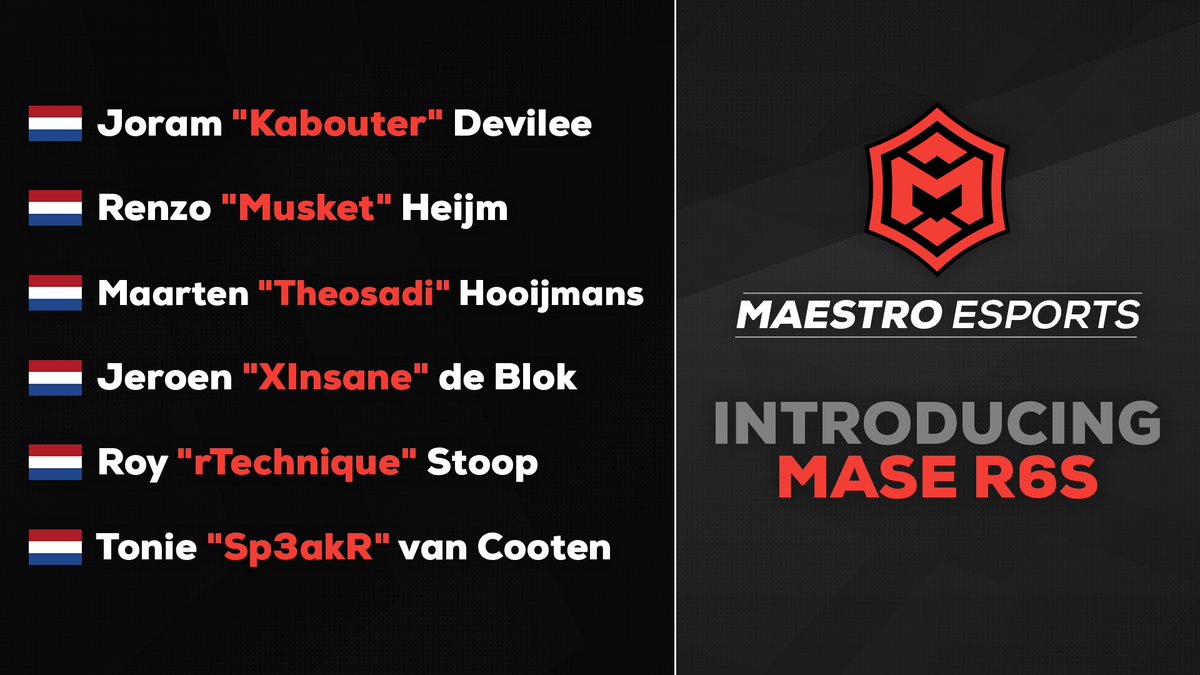 Joram "Kabouter" Devilee
Renzo "Musket" Heijm
Maarten "Theosadi" Hooijmans
Jeroen "XInsane" de Blok
Roy "rTechnique" Stoop
Tonie "Sp3akR" van Cooten
MAESTRO ESPORTS
INTRODUCING
MASE R6S